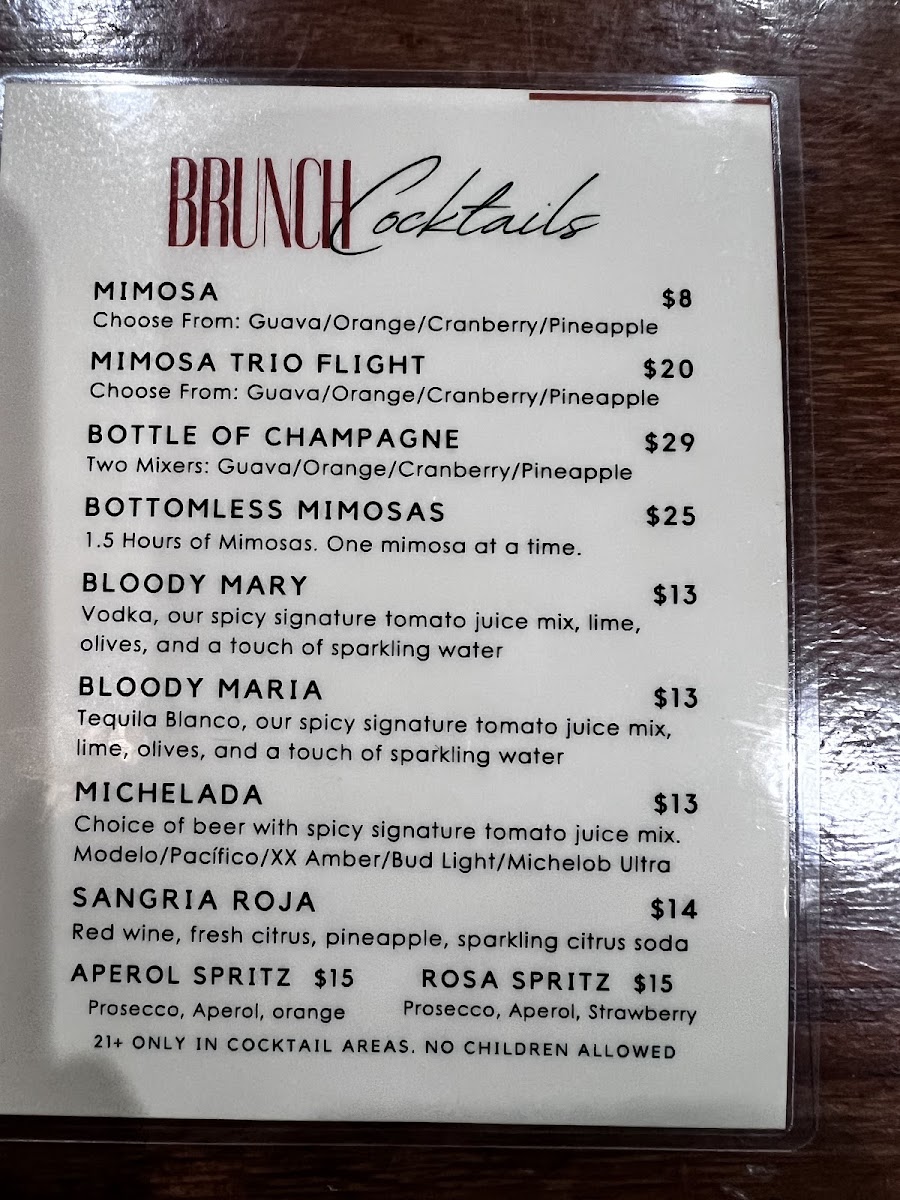 BRUNCH Cocktails
MIMOSA $8
Choose From: Guava/Orange/Cranberry/Pineapple
MIMOSA TRIO FLIGHT $20
Choose From: Guava/Orange/Cranberry/Pineapple
BOTTLE OF CHAMPAGNE $29
Two Mixers: Guava/Orange/Cranberry/Pineapple
BOTTOMLESS MIMOSAS $25
1.5 Hours of Mimosas. One mimosa at a time.
BLOODY MARY $13
Vodka, our spicy signature tomato juice mix, lime,
olives, and a touch of sparkling water
BLOODY MARIA $13
Tequila Blanco, our spicy signature tomato juice mix,
lime, olives, and a touch of sparkling water
MICHELADA $13
Choice of beer with spicy signature tomato juice mix.
Modelo/Pacífico/XX Amber/Bud Light/Michelob Ultra
SANGRIA ROJA $14
Red wine, fresh citrus, pineapple, sparkling citrus soda
APEROL SPRITZ $15 ROSA SPRITZ $15
Prosecco, Aperol, orange Prosecco, Aperol, Strawberry
21+ ONLY IN COCKTAIL AREAS. NO CHILDREN ALLOWED